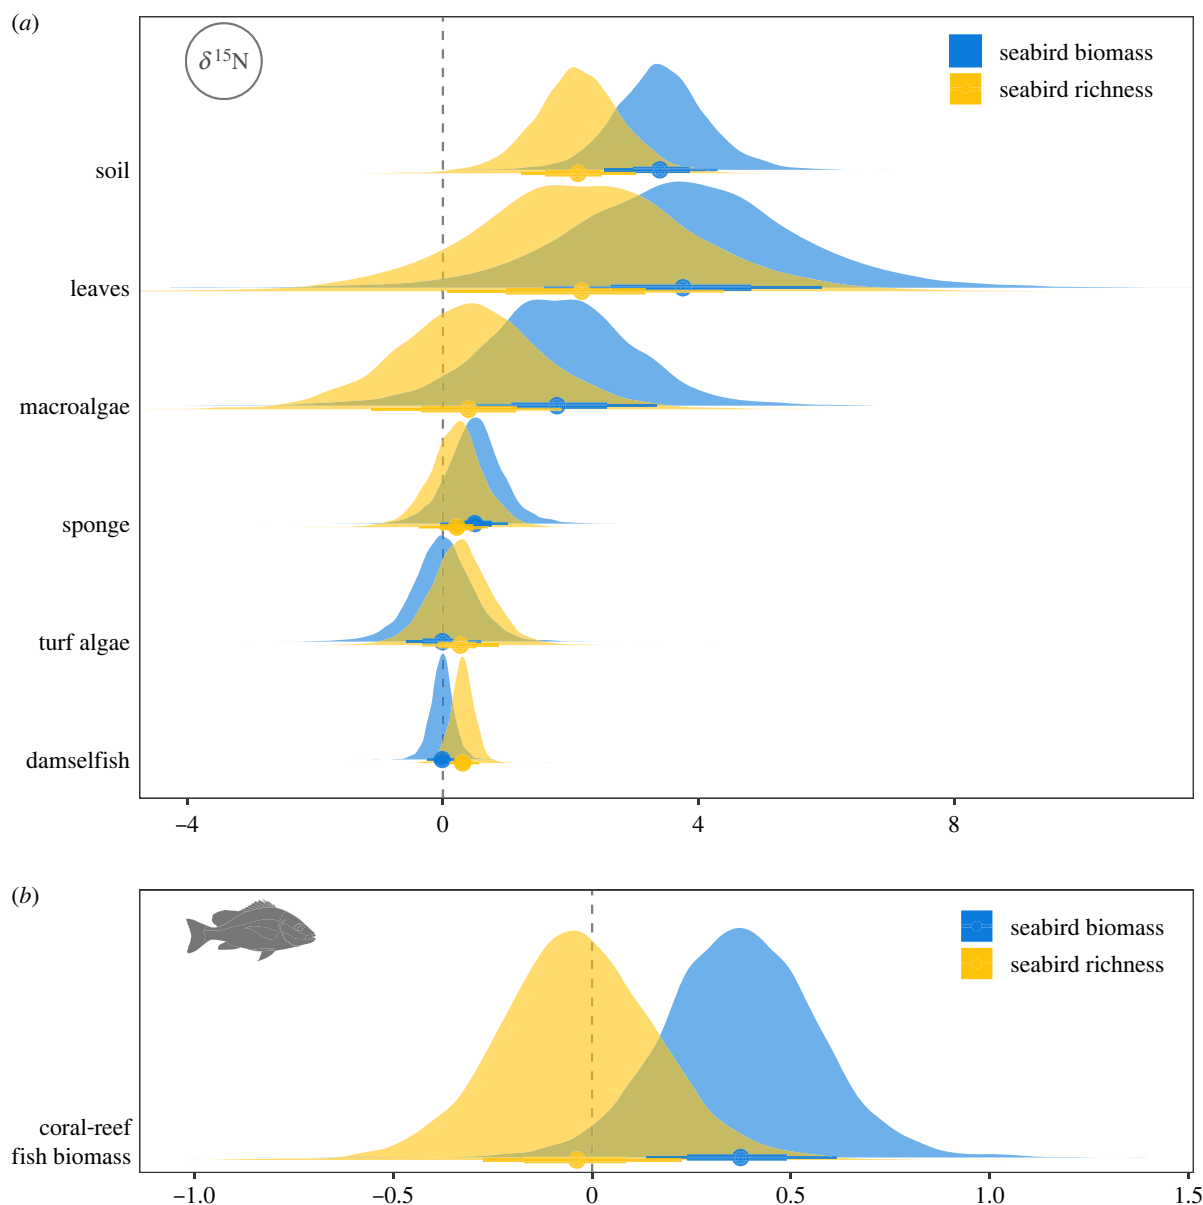 (a)
δ¹⁵N
seabird biomass
seabird richness
soil
leaves
macroalgae
sponge
turf algae
damselfish
−4 0 4 8
(b)
seabird biomass
seabird richness
coral-reef
fish biomass
−1.0 −0.5 0 0.5 1.0 1.5